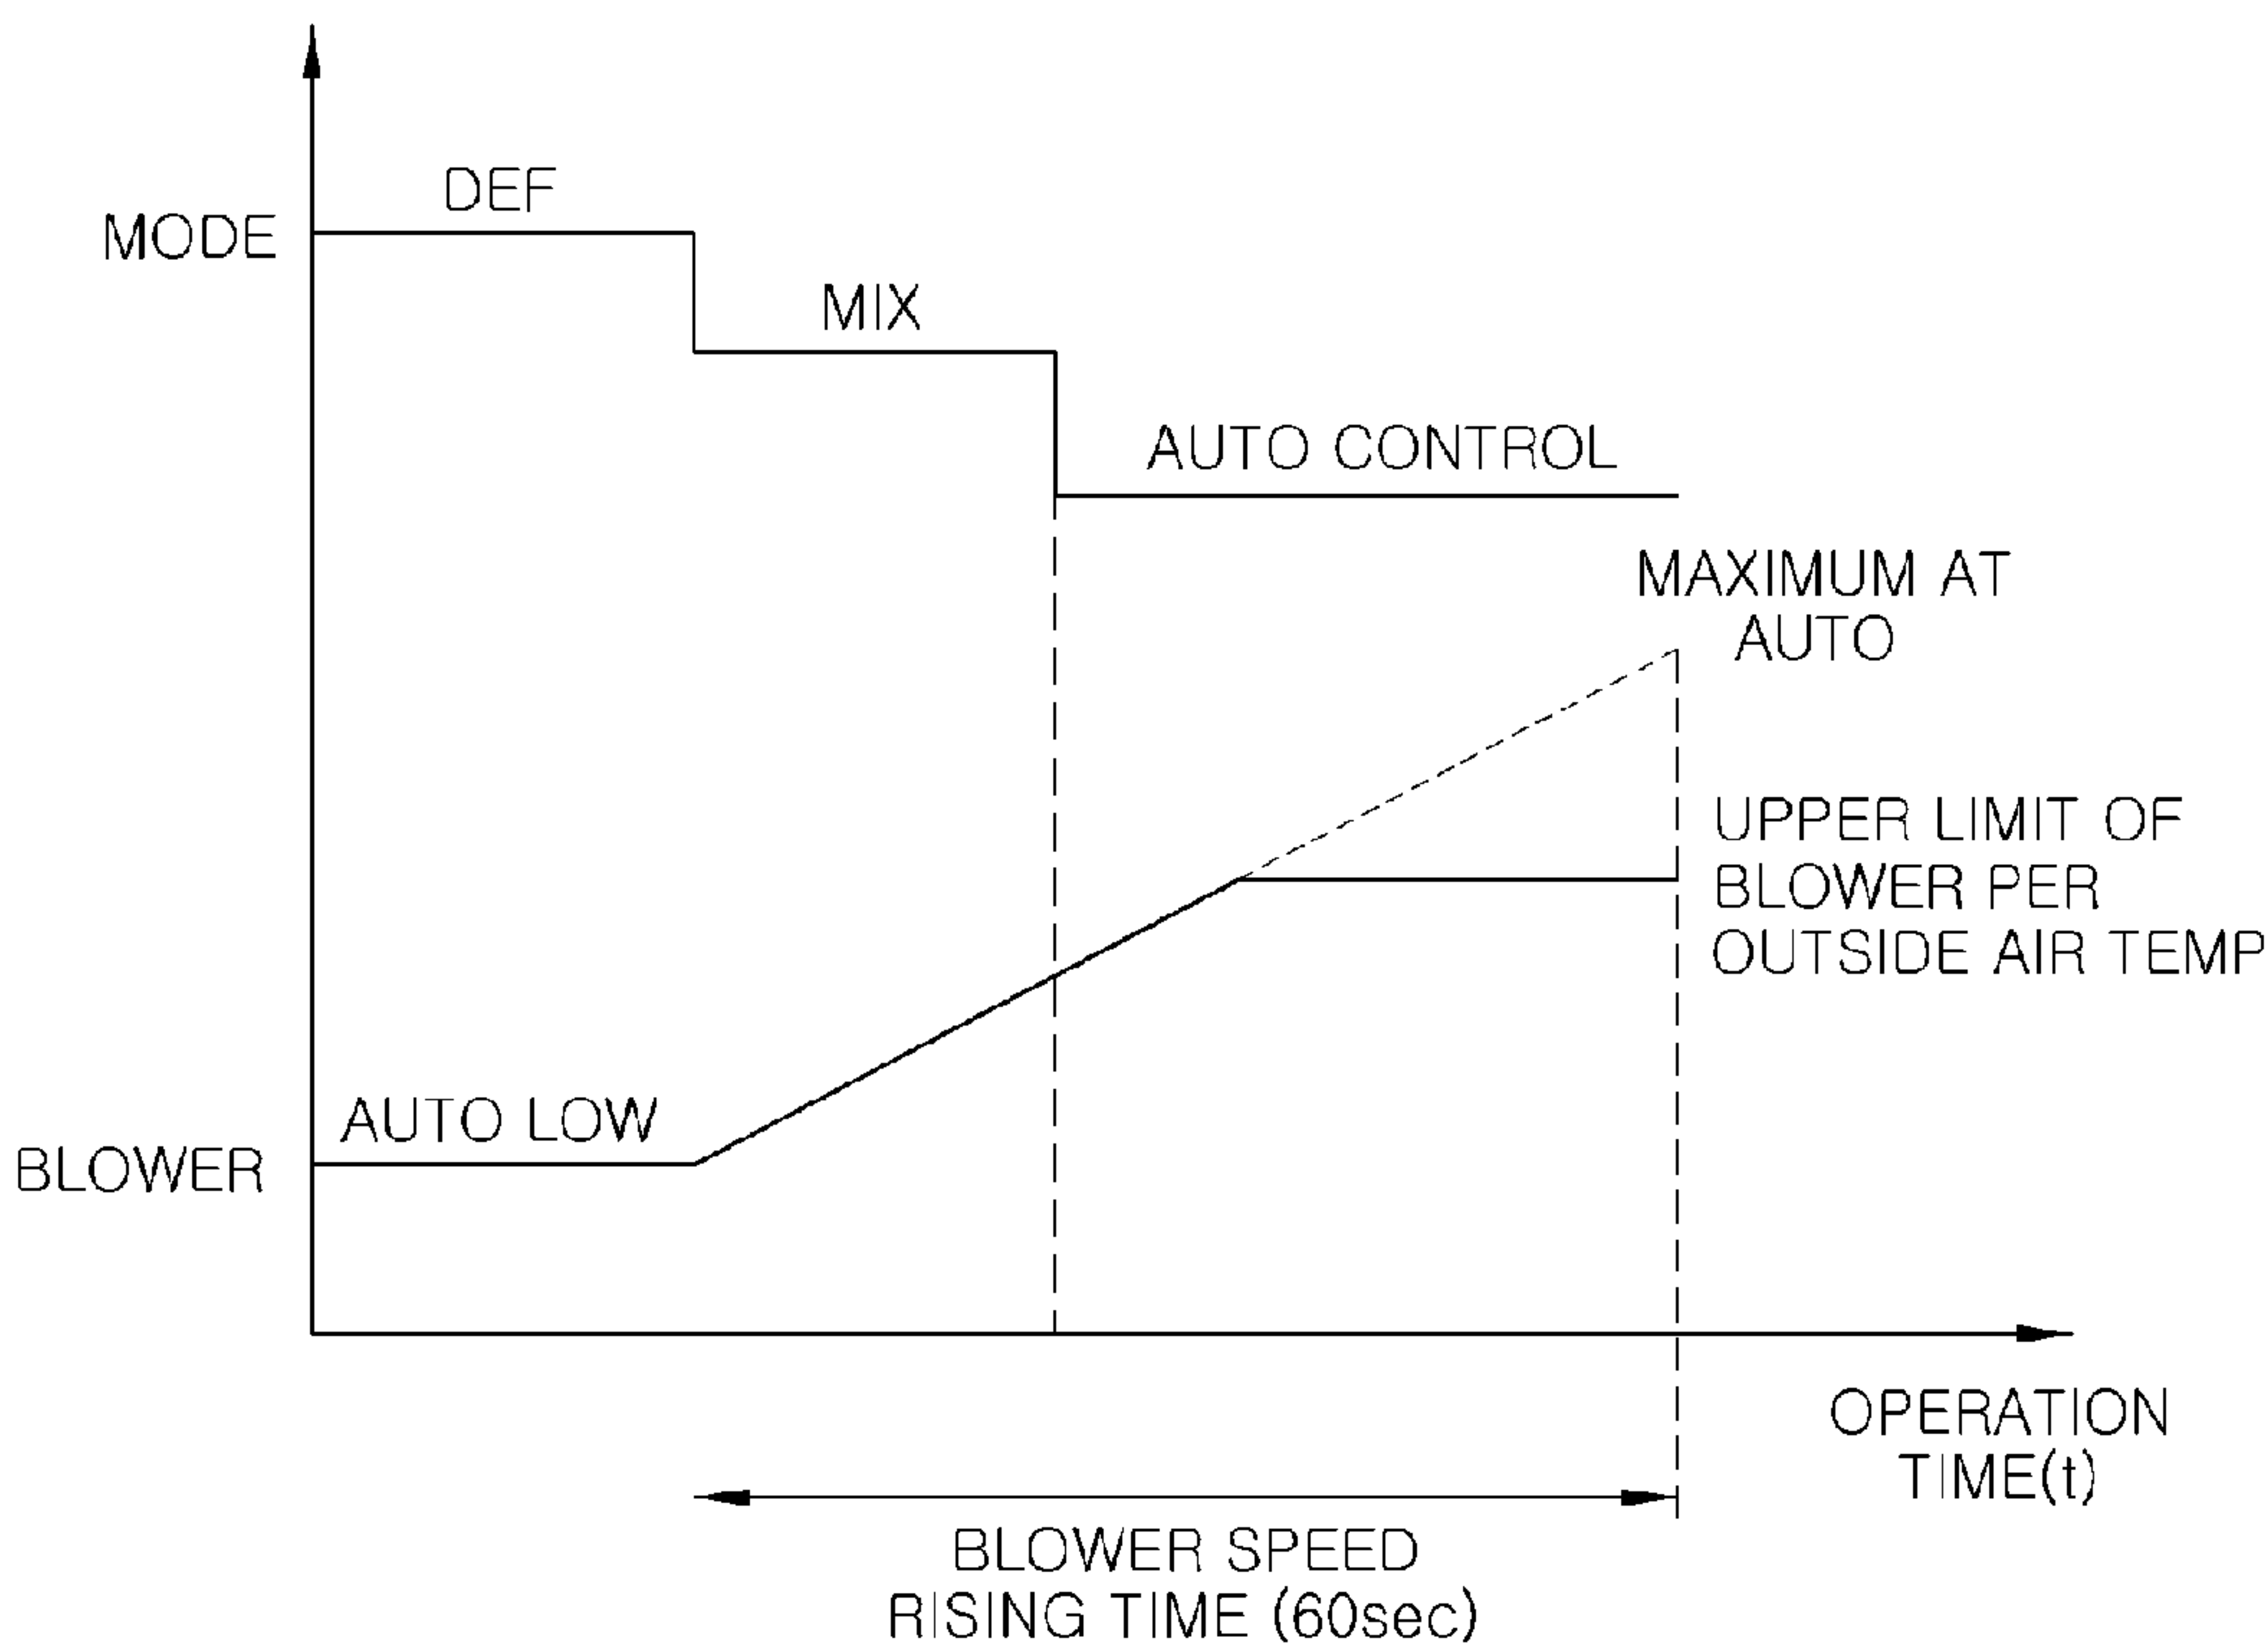 DEF
MODE
MIX
AUTO CONTROL
MAXIMUM AT
AUTO
UPPER LIMIT OF
BLOWER PER
OUTSIDE AIR TEMP
AUTO LOW
BLOWER
OPERATION
TIME(t)
BLOWER SPEED
RISING TIME (60sec)